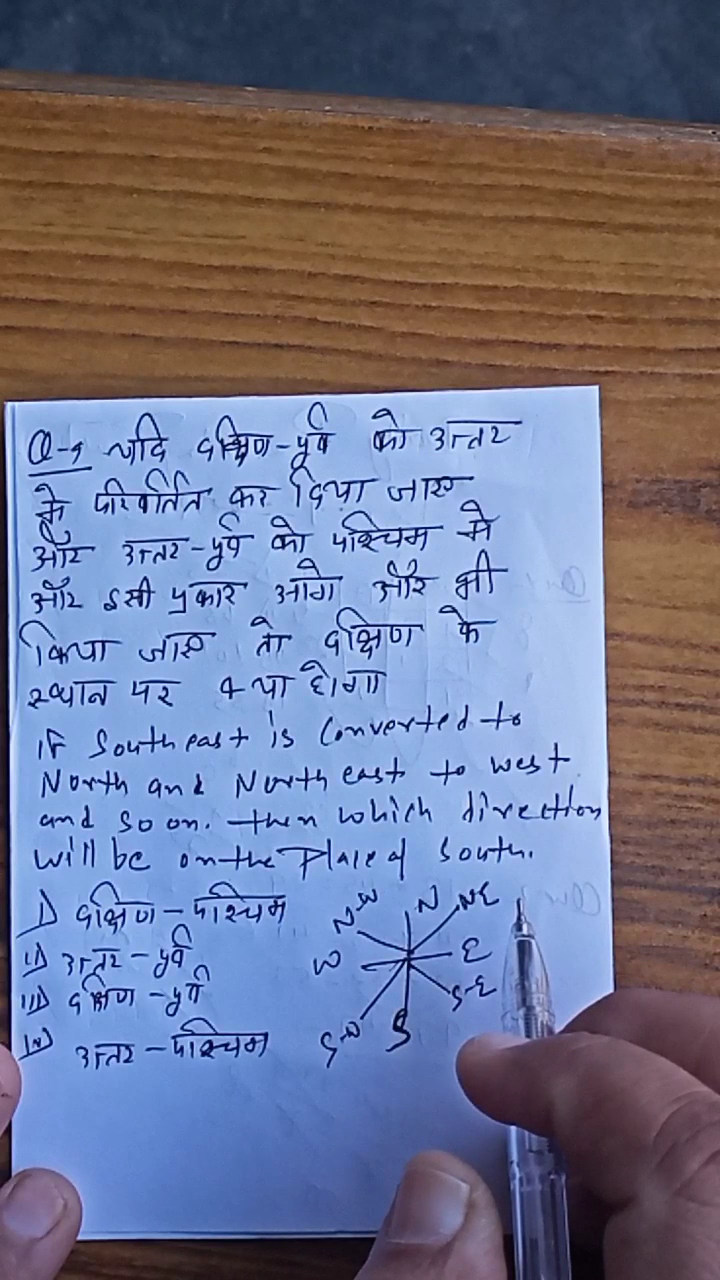 Q-1 यदि दक्षिण-पूर्व को उत्तर
मे परिवर्तित कर दिया जाए
और उत्तर-पूर्व को पश्चिम मे
और इसी प्रकार आगे और भी
किया जाए तो दक्षिण के
स्थान पर क्या होगा
If South east is Converted to
North and North east to west
and so on. then which direction
will be on the Place of South.
I) दक्षिण - पश्चिम
II) उत्तर - पूर्व
III) दक्षिण - पूर्व
IV) उत्तर - पश्चिम
N-W N NE
W E
S-W S S-E